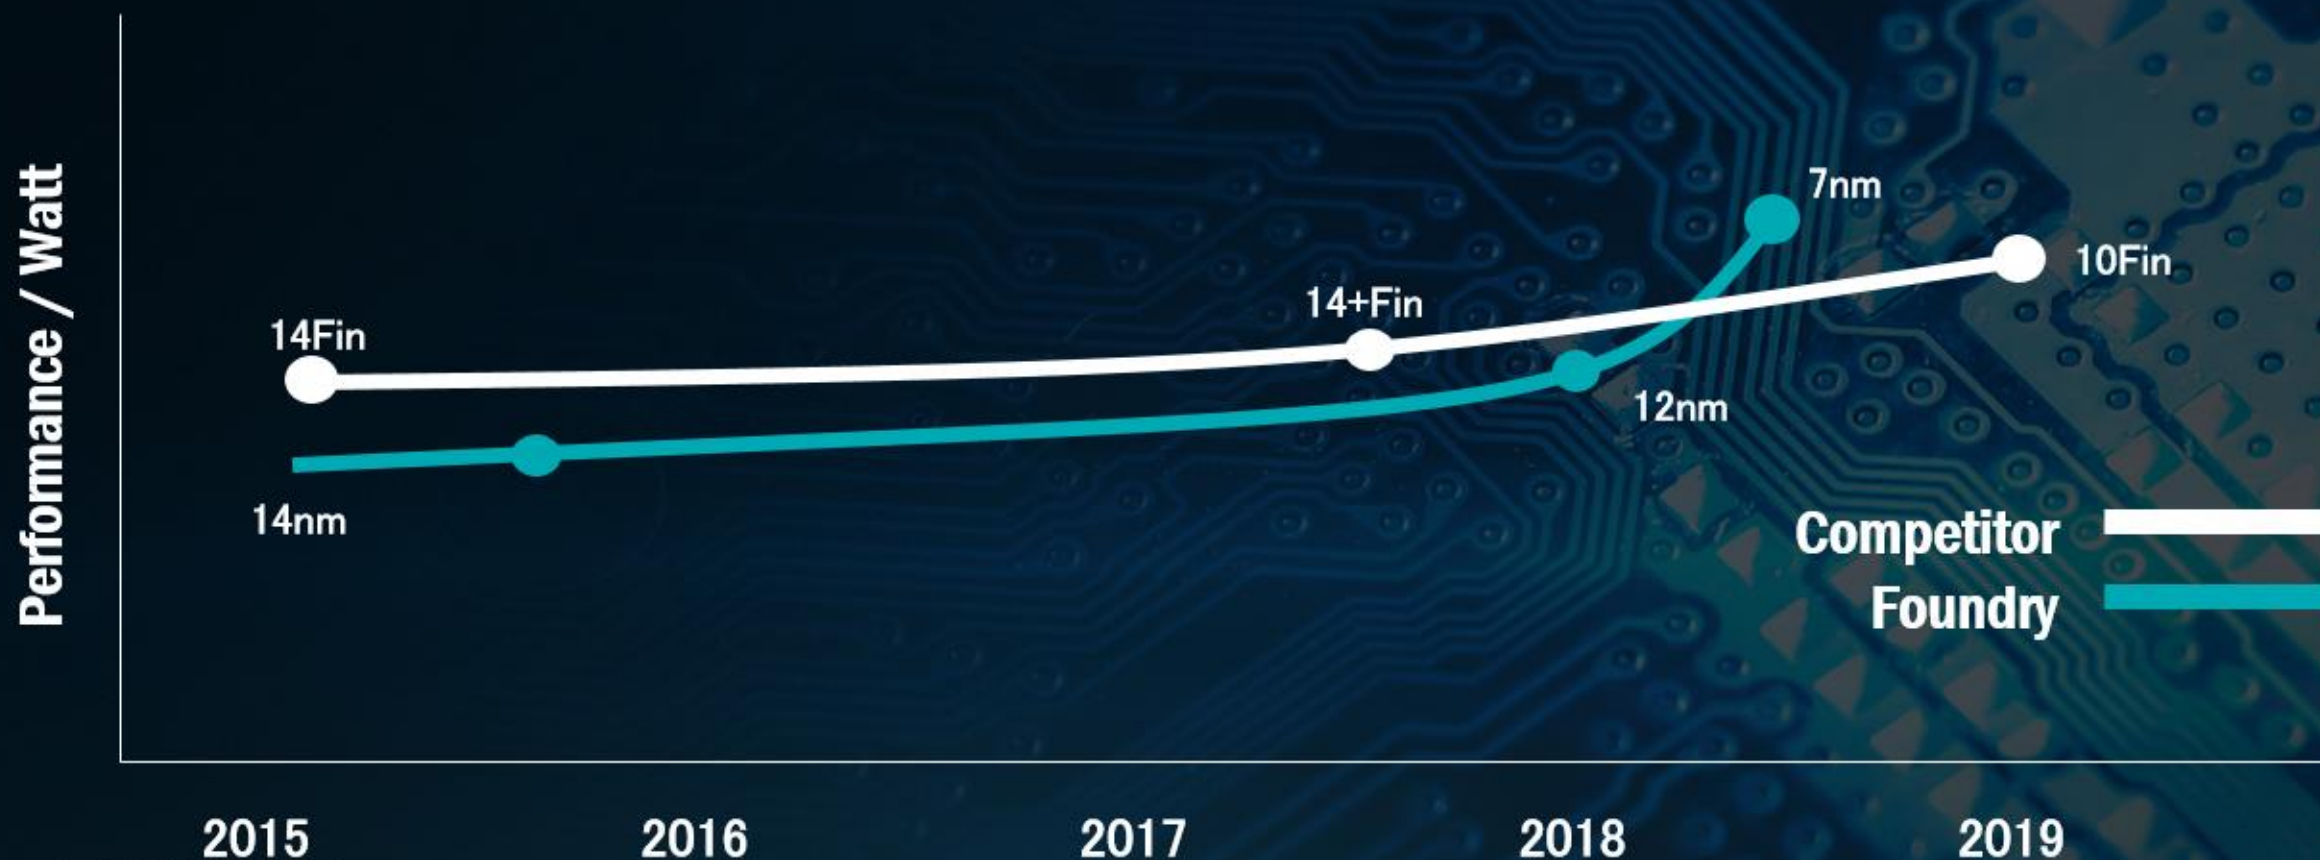 Performance / Watt
7nm
10Fin
14+Fin
14Fin
12nm
14nm
Competitor
Foundry
2015 2016 2017 2018 2019